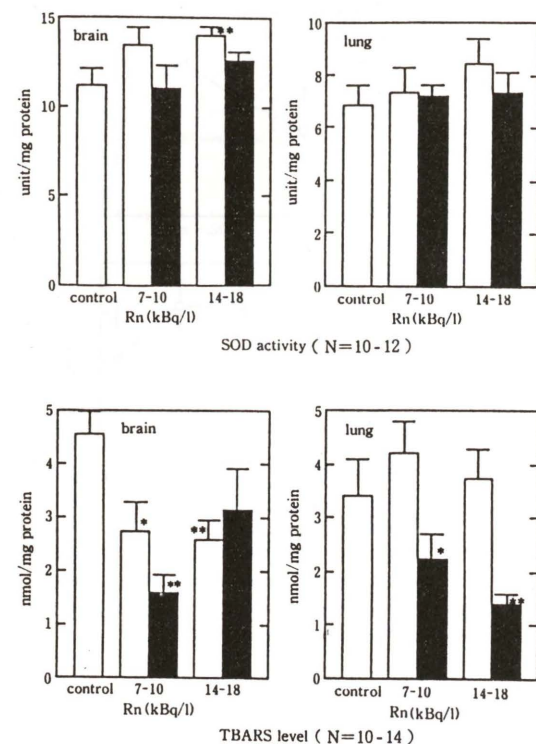 brain
15
10
5
0
unit/mg protein
control 7-10 14-18
Rn (kBq/l)
**
lung
10
8
6
4
2
0
unit/mg protein
control 7-10 14-18
Rn (kBq/l)
SOD activity ( N=10-12)
brain
5
4
3
2
1
0
nmol/mg protein
* ** **
control 7-10 14-18
Rn (kBq/l)
lung
5
4
3
2
1
0
nmol/mg protein
* **
control 7-10 14-18
Rn (kBq/l)
TBARS level ( N=10-14)